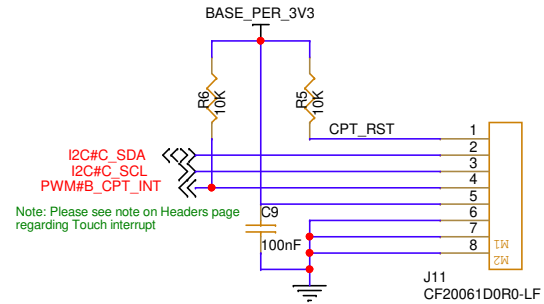 BASE_PER_3V3
R6
10K
R5
10K
CPT_RST
1
I2C#C_SDA
2
I2C#C_SCL
3
PWM#B_CPT_INT
4
Note: Please see note on Headers page
regarding Touch interrupt
C9
5
6
7
M1
100nF
8
M2
J11
CF20061D0R0-LF